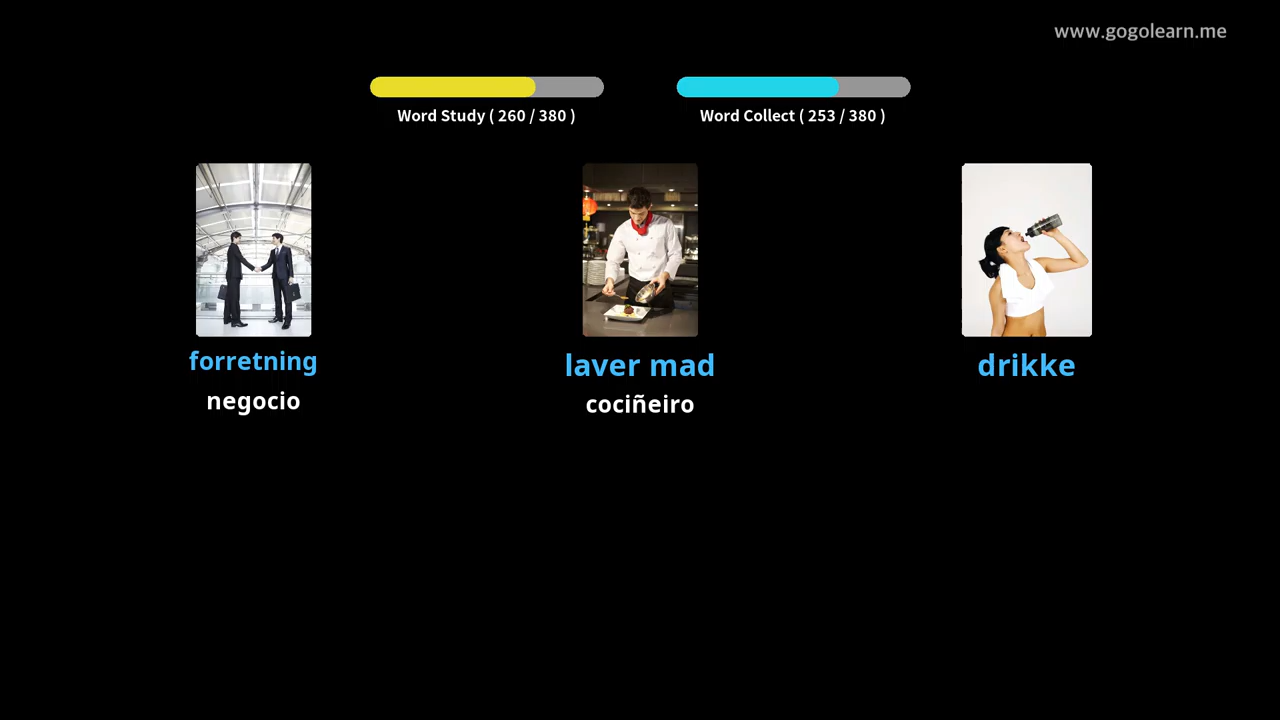 www.gogolearn.me
Word Study ( 260 / 380 )
Word Collect ( 253 / 380 )
forretning
laver mad
drikke
negocio
cociñeiro